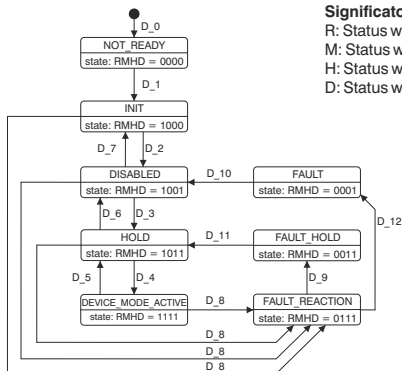 Significato
R: Status w
M: Status w
H: Status w
D: Status w
D_0
NOT_READY
state: RMHD = 0000
D_1
INIT
state: RMHD = 1000
D_7
D_2
DISABLED
state: RMHD = 1001
D_10
FAULT
state: RMHD = 0001
D_6
D_3
D_12
HOLD
state: RMHD = 1011
D_11
FAULT_HOLD
state: RMHD = 0011
D_5
D_4
D_9
DEVICE_MODE_ACTIVE
state: RMHD = 1111
D_8
FAULT_REACTION
state: RMHD = 0111
D_8
D_8
D_8